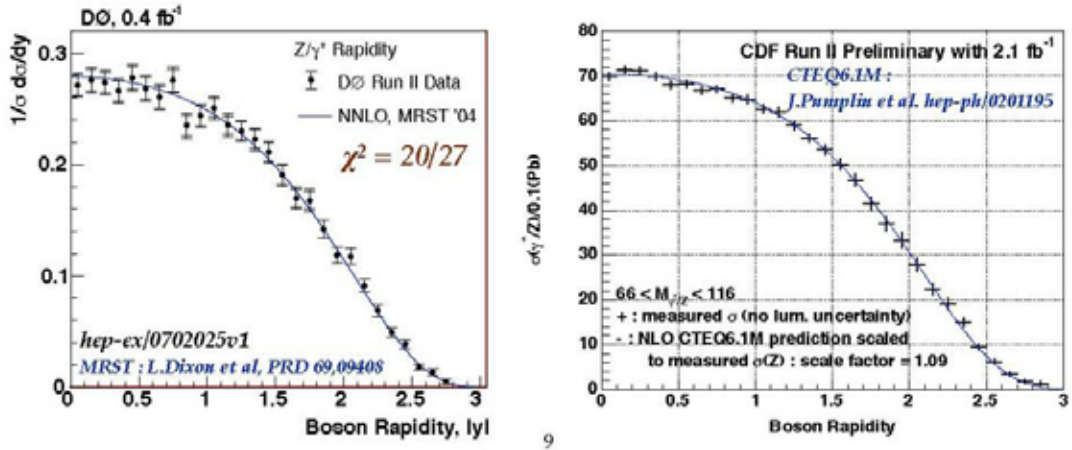 DØ, 0.4 fb⁻¹
1/σ dσ/dy
0.3
0.2
0.1
0
Z/γ* Rapidity
DØ Run II Data
NNLO, MRST '04
χ² = 20/27
hep-ex/0702025v1
MRST : L.Dixon et al, PRD 69,09408
0 0.5 1 1.5 2 2.5 3
Boson Rapidity, |y|
σ(γ*/Z)/0.1(Pb)
80
70
60
50
40
30
20
10
0
CDF Run II Preliminary with 2.1 fb⁻¹
CTEQ6.1M :
J.Pumplin et al. hep-ph/0201195
66 < M γ*/Z < 116
+ : measured σ (no lum. uncertainty)
- : NLO CTEQ6.1M prediction scaled
to measured σ(Z) : scale factor = 1.09
0.5 1 1.5 2 2.5 3
Boson Rapidity
9